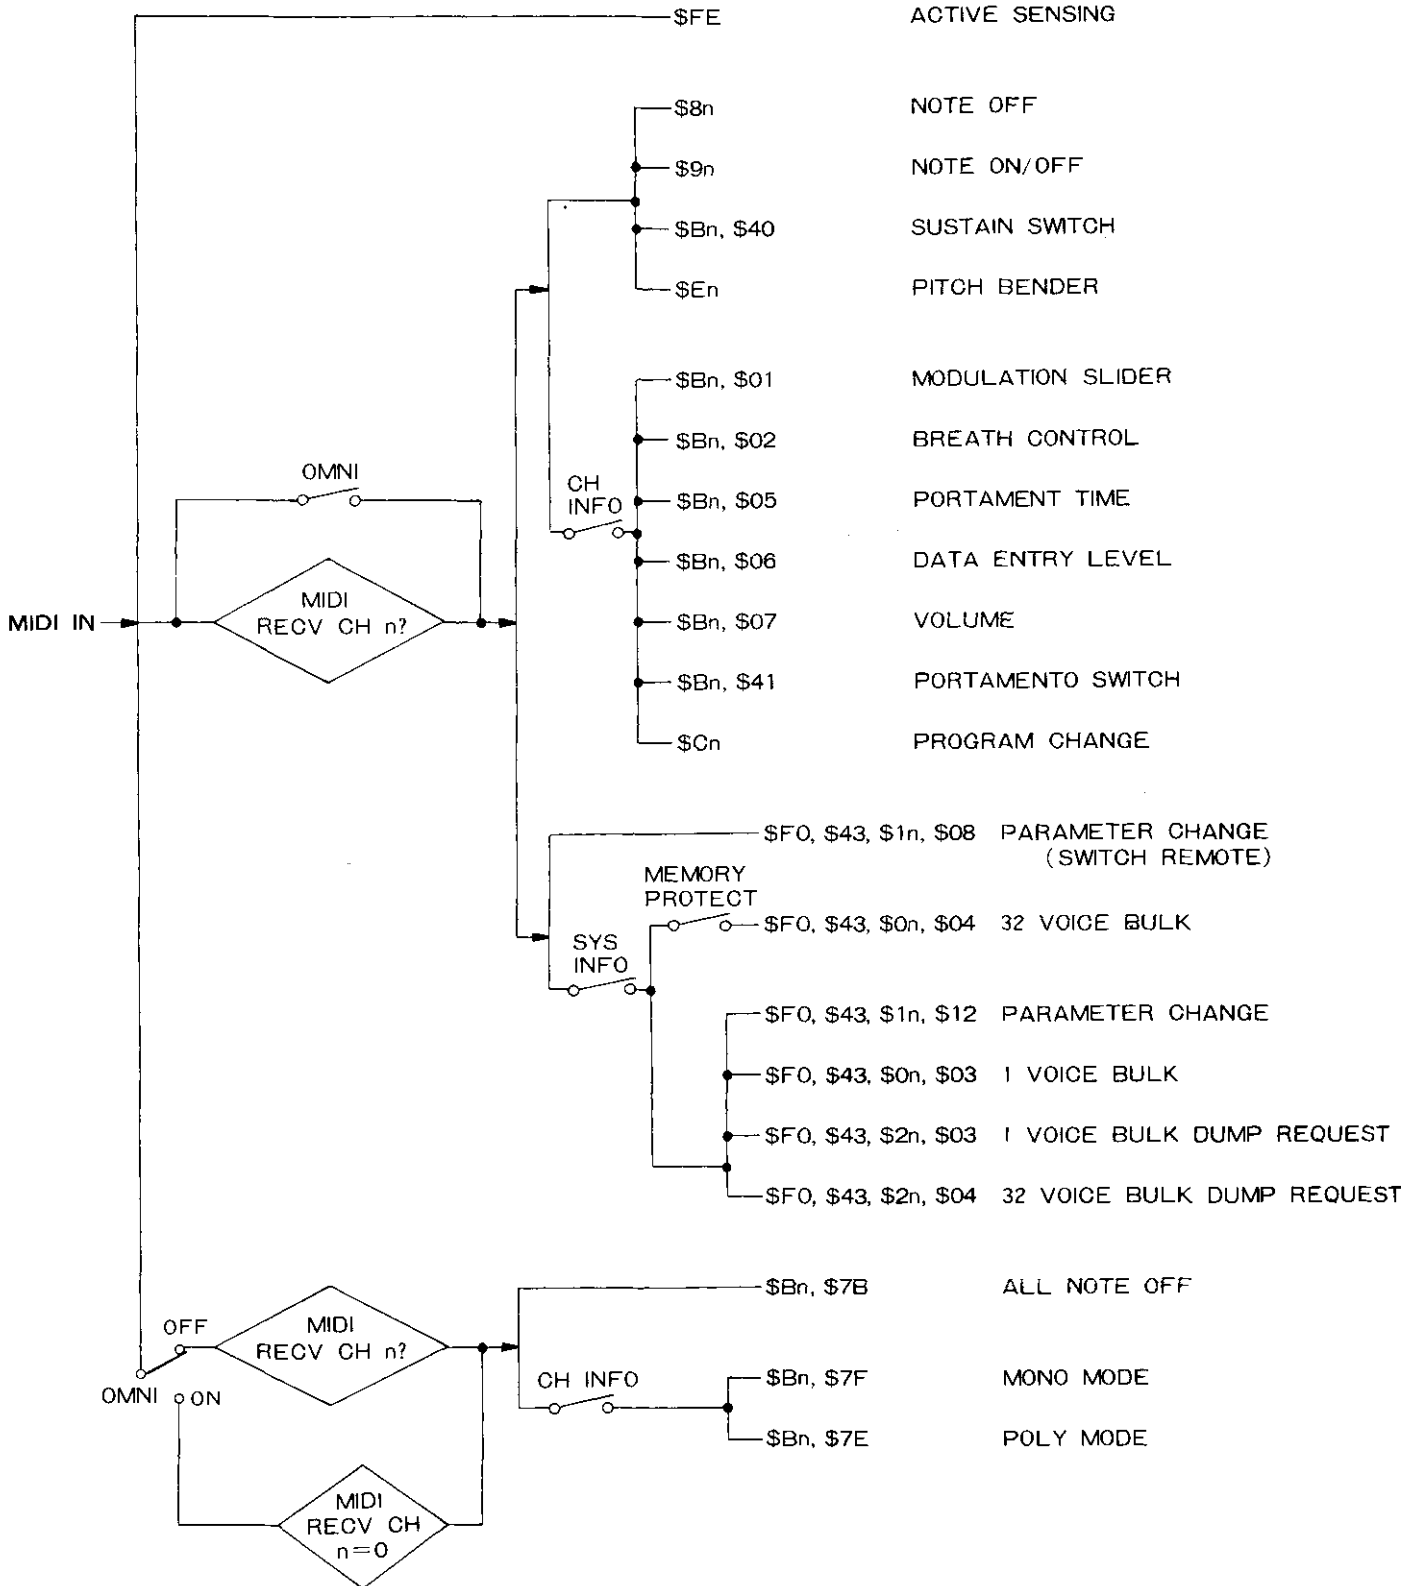 $FE ACTIVE SENSING
$8n NOTE OFF
$9n NOTE ON/OFF
$Bn, $40 SUSTAIN SWITCH
$En PITCH BENDER
$Bn, $01 MODULATION SLIDER
$Bn, $02 BREATH CONTROL
OMNI
CH
INFO
$Bn, $05 PORTAMENT TIME
$Bn, $06 DATA ENTRY LEVEL
MIDI IN
MIDI
RECV CH n?
$Bn, $07 VOLUME
$Bn, $41 PORTAMENTO SWITCH
$Cn PROGRAM CHANGE
$F0, $43, $1n, $08 PARAMETER CHANGE
(SWITCH REMOTE)
MEMORY
PROTECT
$F0, $43, $0n, $04 32 VOICE BULK
SYS
INFO
$F0, $43, $1n, $12 PARAMETER CHANGE
$F0, $43, $0n, $03 1 VOICE BULK
$F0, $43, $2n, $03 1 VOICE BULK DUMP REQUEST
$F0, $43, $2n, $04 32 VOICE BULK DUMP REQUEST
$Bn, $7B ALL NOTE OFF
OFF
MIDI
RECV CH n?
OMNI
ON
CH INFO
$Bn, $7F MONO MODE
$Bn, $7E POLY MODE
MIDI
RECV CH
n=0